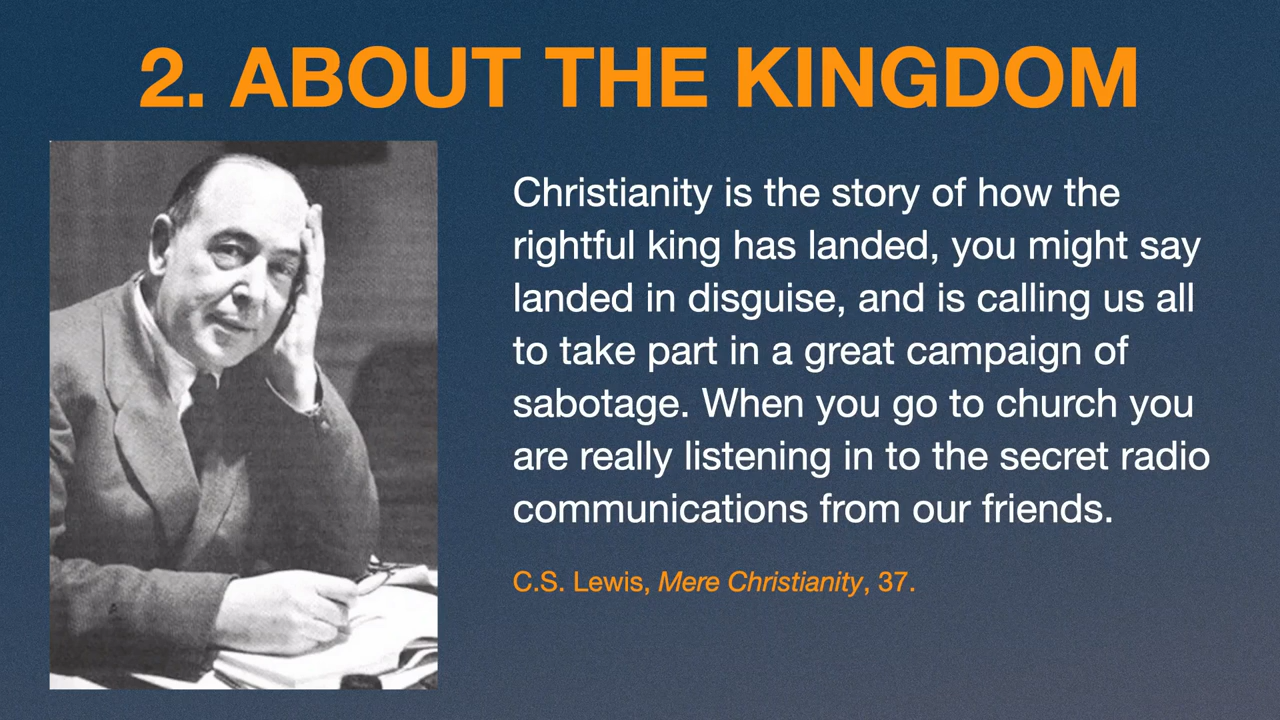 2. ABOUT THE KINGDOM
Christianity is the story of how the
rightful king has landed, you might say
landed in disguise, and is calling us all
to take part in a great campaign of
sabotage. When you go to church you
are really listening in to the secret radio
communications from our friends.
C.S. Lewis, Mere Christianity, 37.